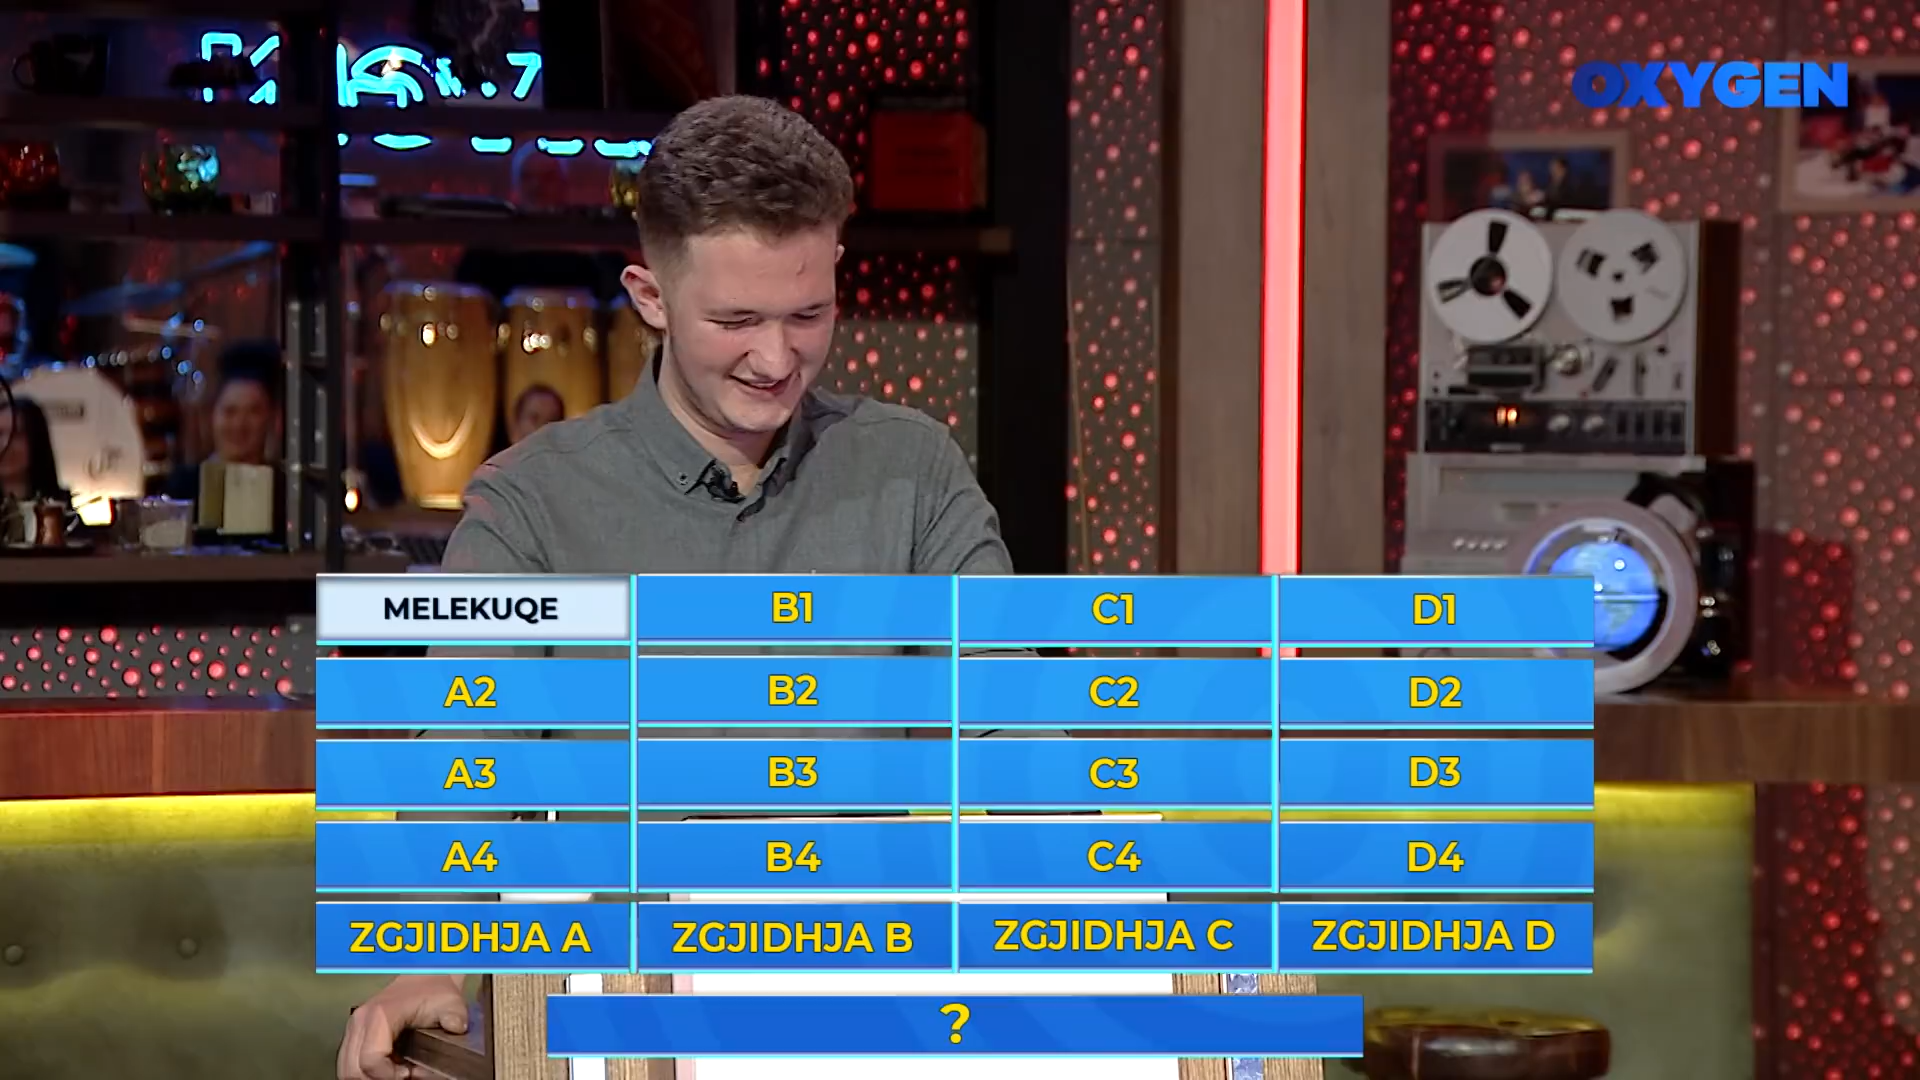 OXYGEN
MELEKUQE B1 C1 D1
A2 B2 C2 D2
A3 B3 C3 D3
A4 B4 C4 D4
ZGJIDHJA A ZGJIDHJA B ZGJIDHJA C ZGJIDHJA D
?